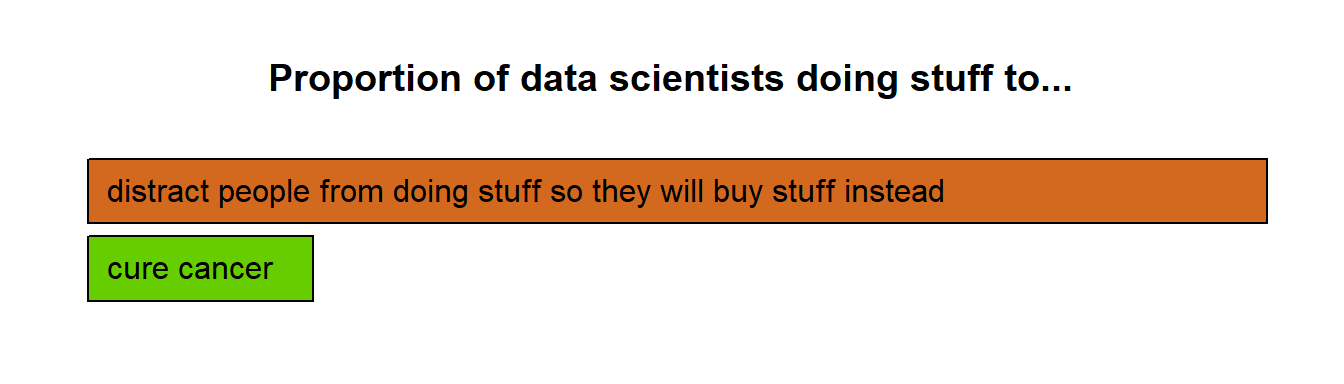 Proportion of data scientists doing stuff to...
distract people from doing stuff so they will buy stuff instead
cure cancer